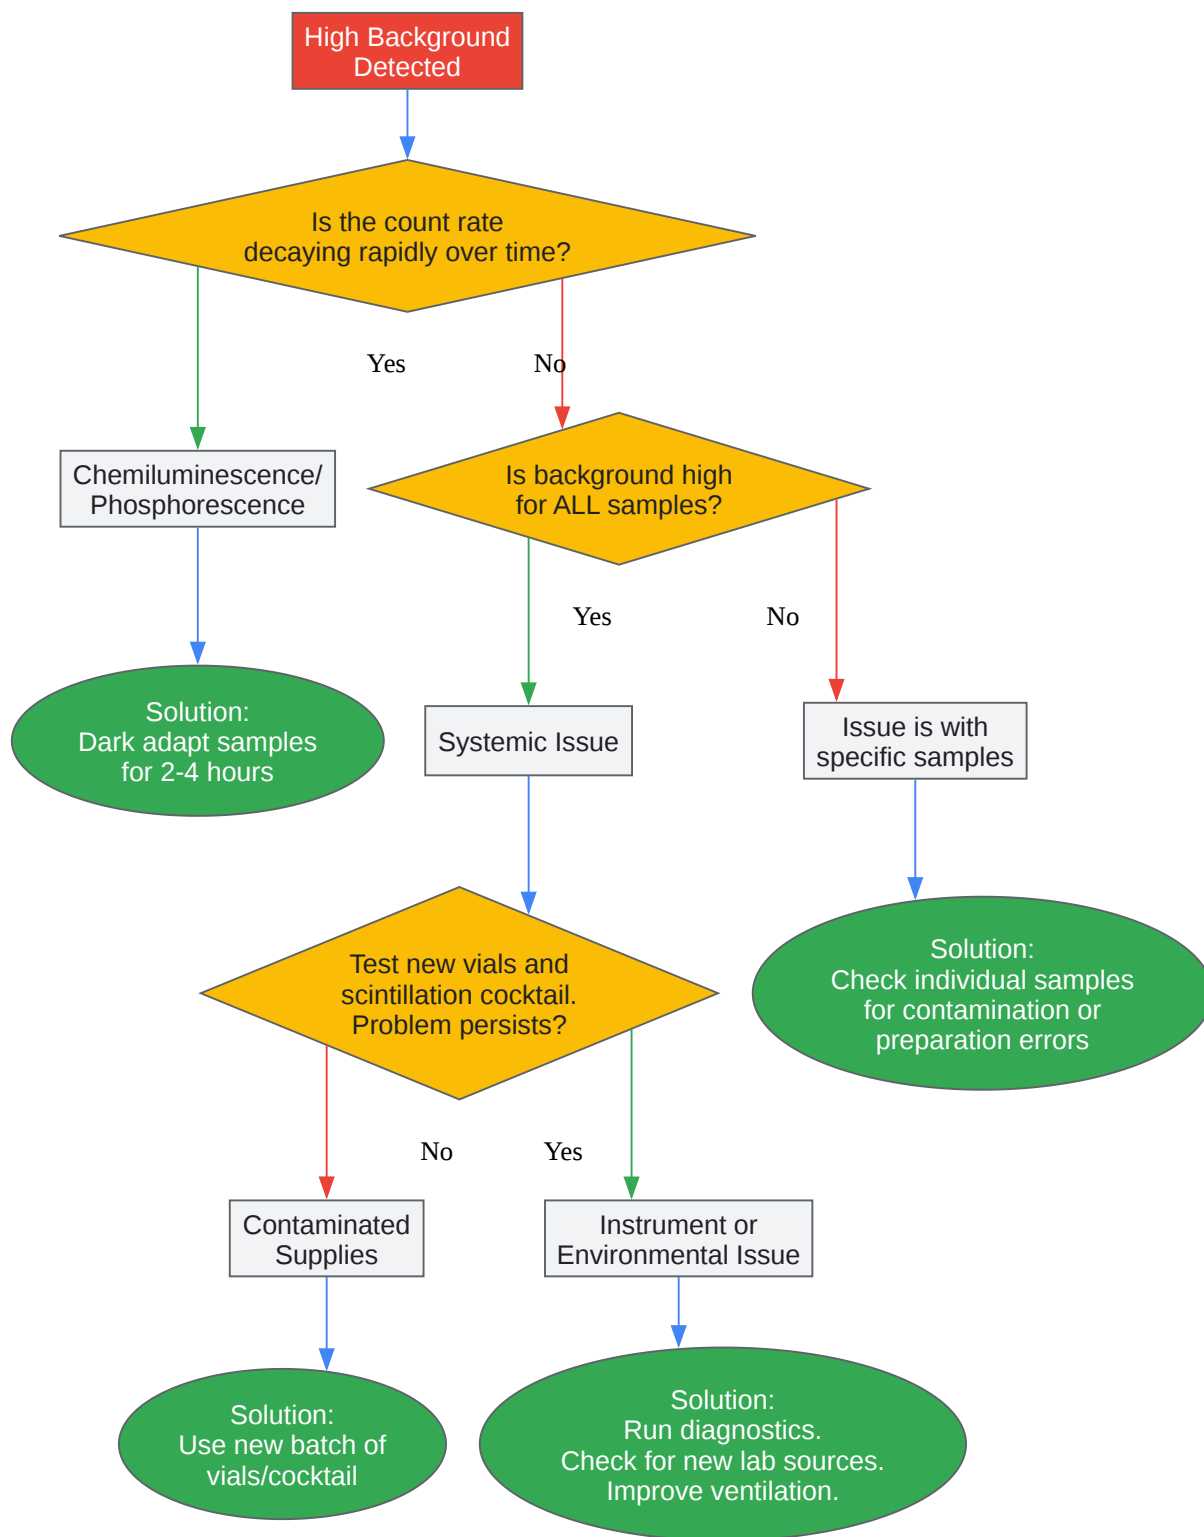 High Background
Detected
Is the count rate
decaying rapidly over time?
Yes
No
Chemiluminescence/
Phosphorescence
Is background high
for ALL samples?
Yes
No
Solution:
Dark adapt samples
for 2-4 hours
Systemic Issue
Issue is with
specific samples
Test new vials and
scintillation cocktail.
Problem persists?
Solution:
Check individual samples
for contamination or
preparation errors
No
Yes
Contaminated
Supplies
Instrument or
Environmental Issue
Solution:
Use new batch of
vials/cocktail
Solution:
Run diagnostics.
Check for new lab sources.
Improve ventilation.